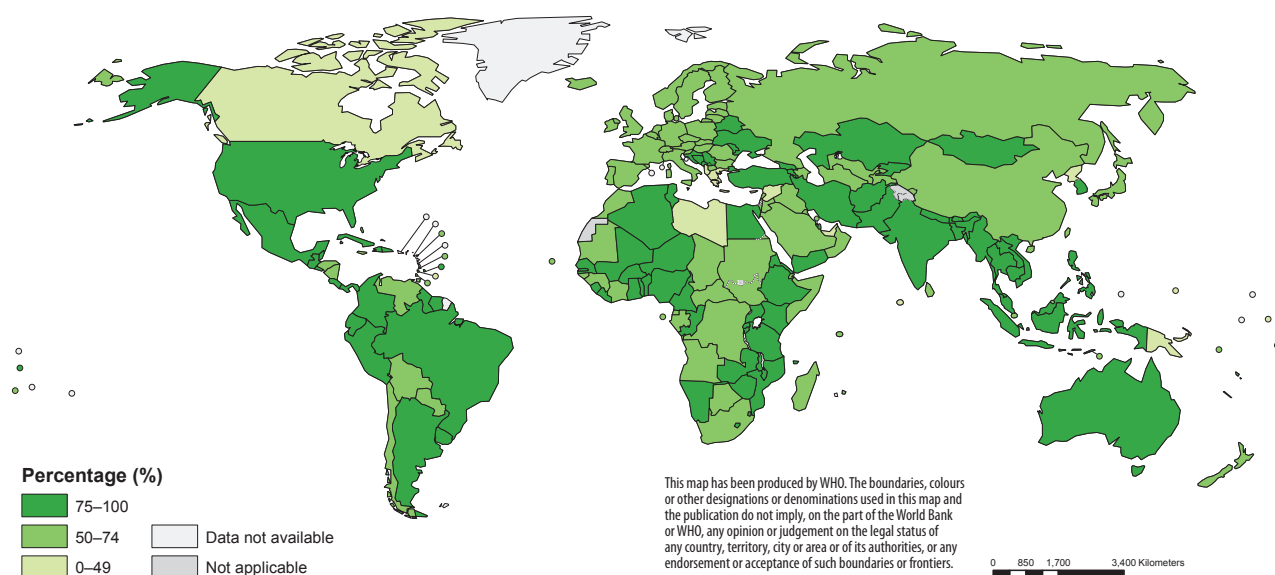 Percentage (%)
75–100
50–74
0–49
Data not available
Not applicable
This map has been produced by WHO. The boundaries, colours
or other designations or denominations used in this map and
the publication do not imply, on the part of the World Bank
or WHO, any opinion or judgement on the legal status of
any country, territory, city or area or of its authorities, or any
endorsement or acceptance of such boundaries or frontiers.
0 850 1,700 3,400 Kilometers